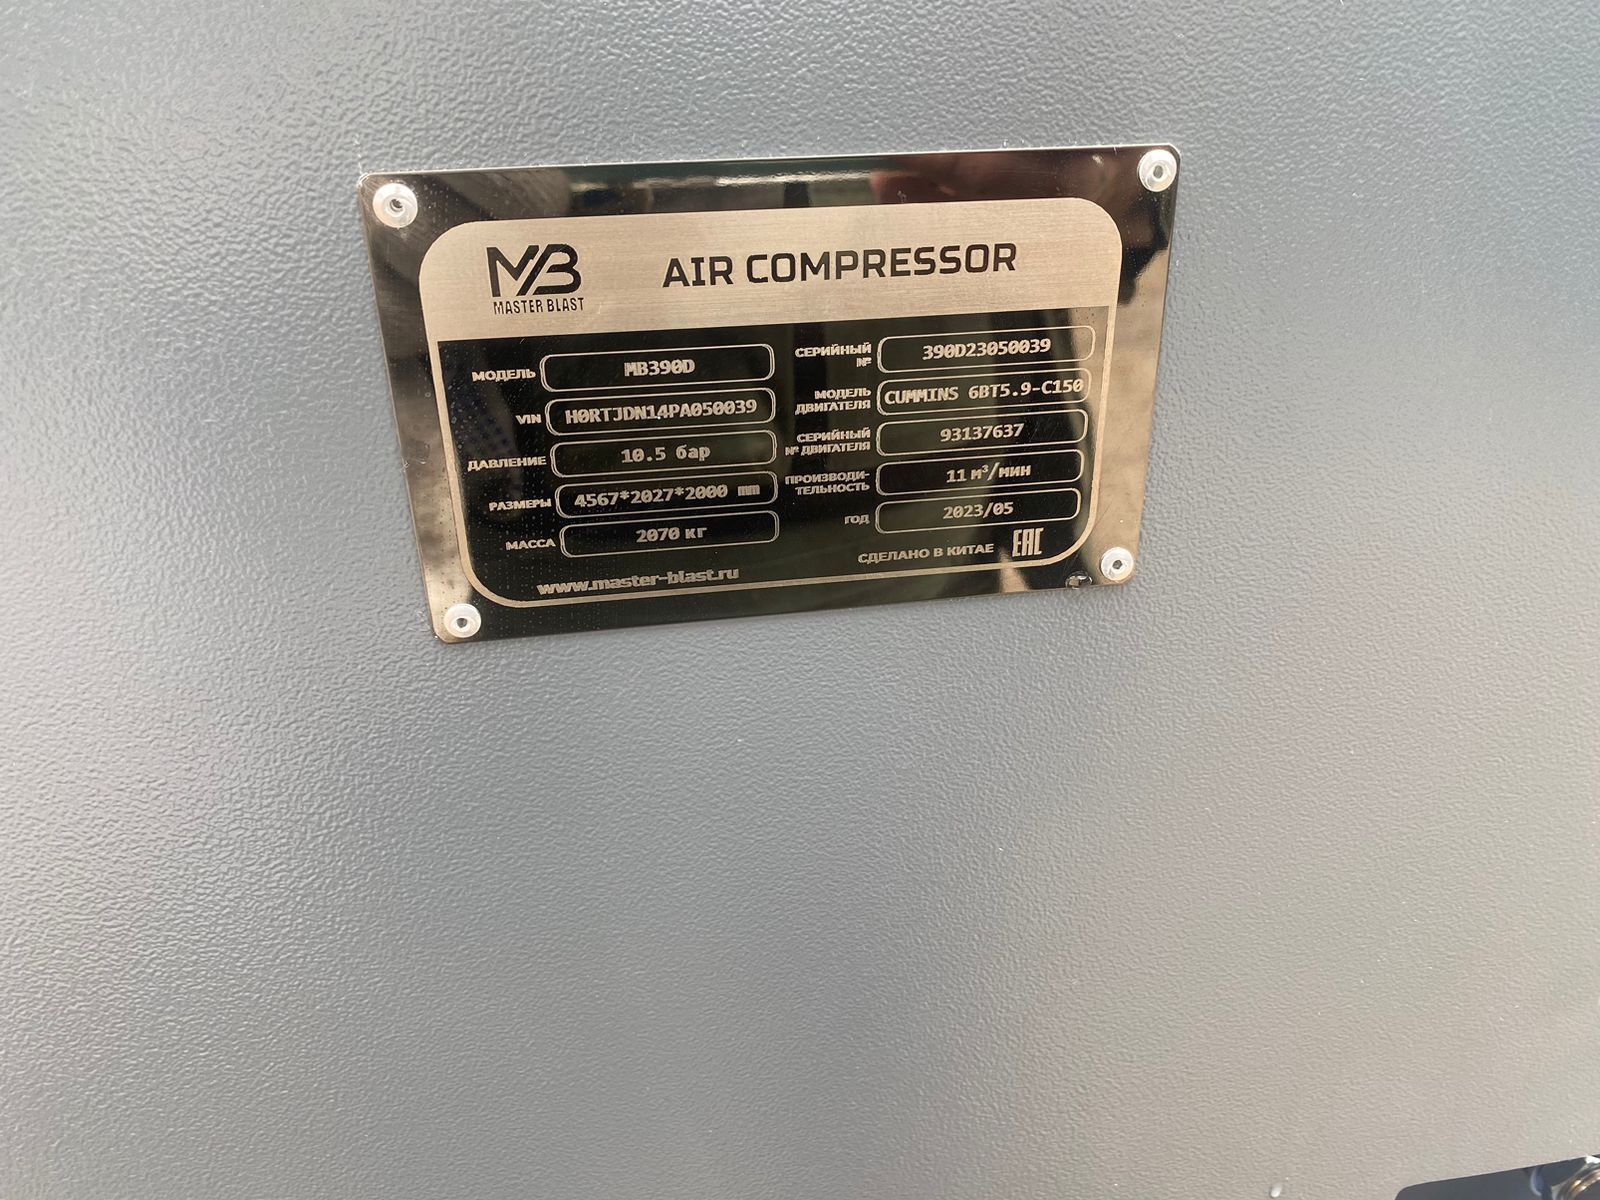 MB
MASTER BLAST
AIR COMPRESSOR
МОДЕЛЬ MB390D
VIN H0RTJDN14PA050039
ДАВЛЕНИЕ 10.5 бар
РАЗМЕРЫ 4567*2027*2000 mm
МАССА 2070 кг
www.master-blast.ru
СЕРИЙНЫЙ
№ 390D23050039
МОДЕЛЬ
ДВИГАТЕЛЯ CUMMINS 6BT5.9-C150
СЕРИЙНЫЙ
№ ДВИГАТЕЛЯ 93137637
ПРОИЗВОДИ-
ТЕЛЬНОСТЬ 11 м³/мин
ГОД 2023/05
СДЕЛАНО В КИТАЕ EAC